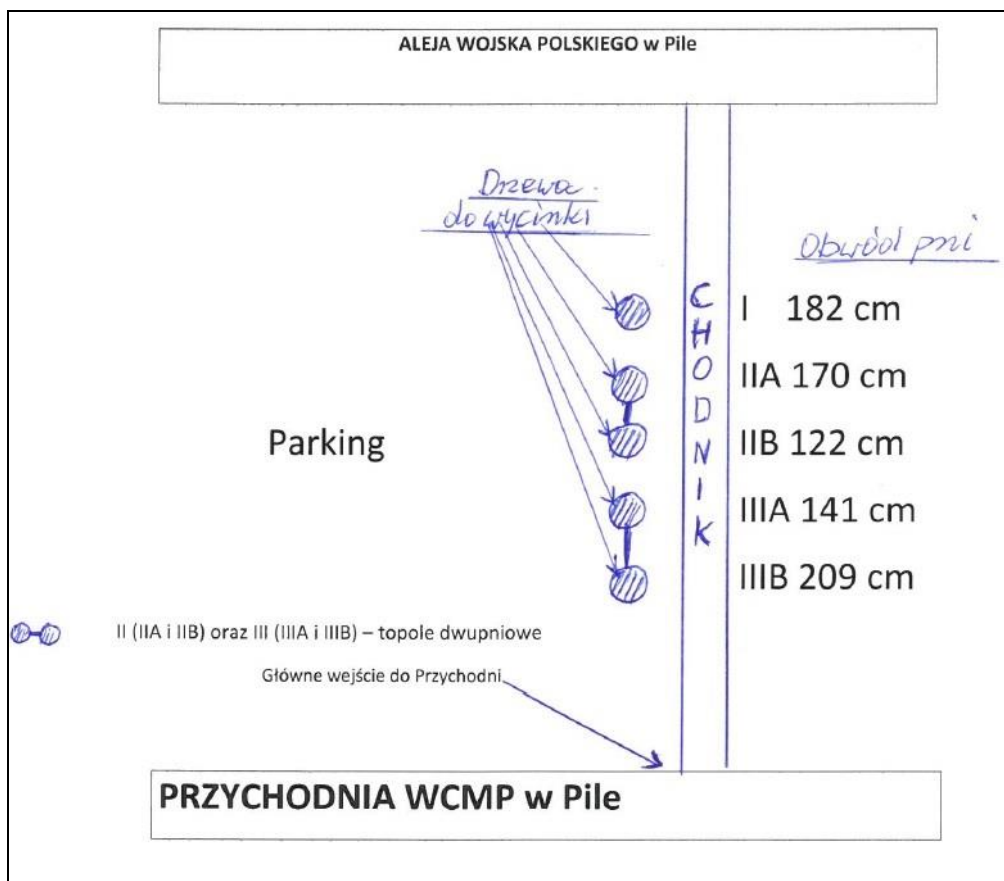 ALEJA WOJSKA POLSKIEGO w Pile
Drzewa
do wycinki
Obwód pni
CHODNIK
I 182 cm
IIA 170 cm
IIB 122 cm
IIIA 141 cm
IIIB 209 cm
Parking
II (IIA i IIB) oraz III (IIIA i IIIB) – topole dwupniowe
Główne wejście do Przychodni
PRZYCHODNIA WCMP w Pile